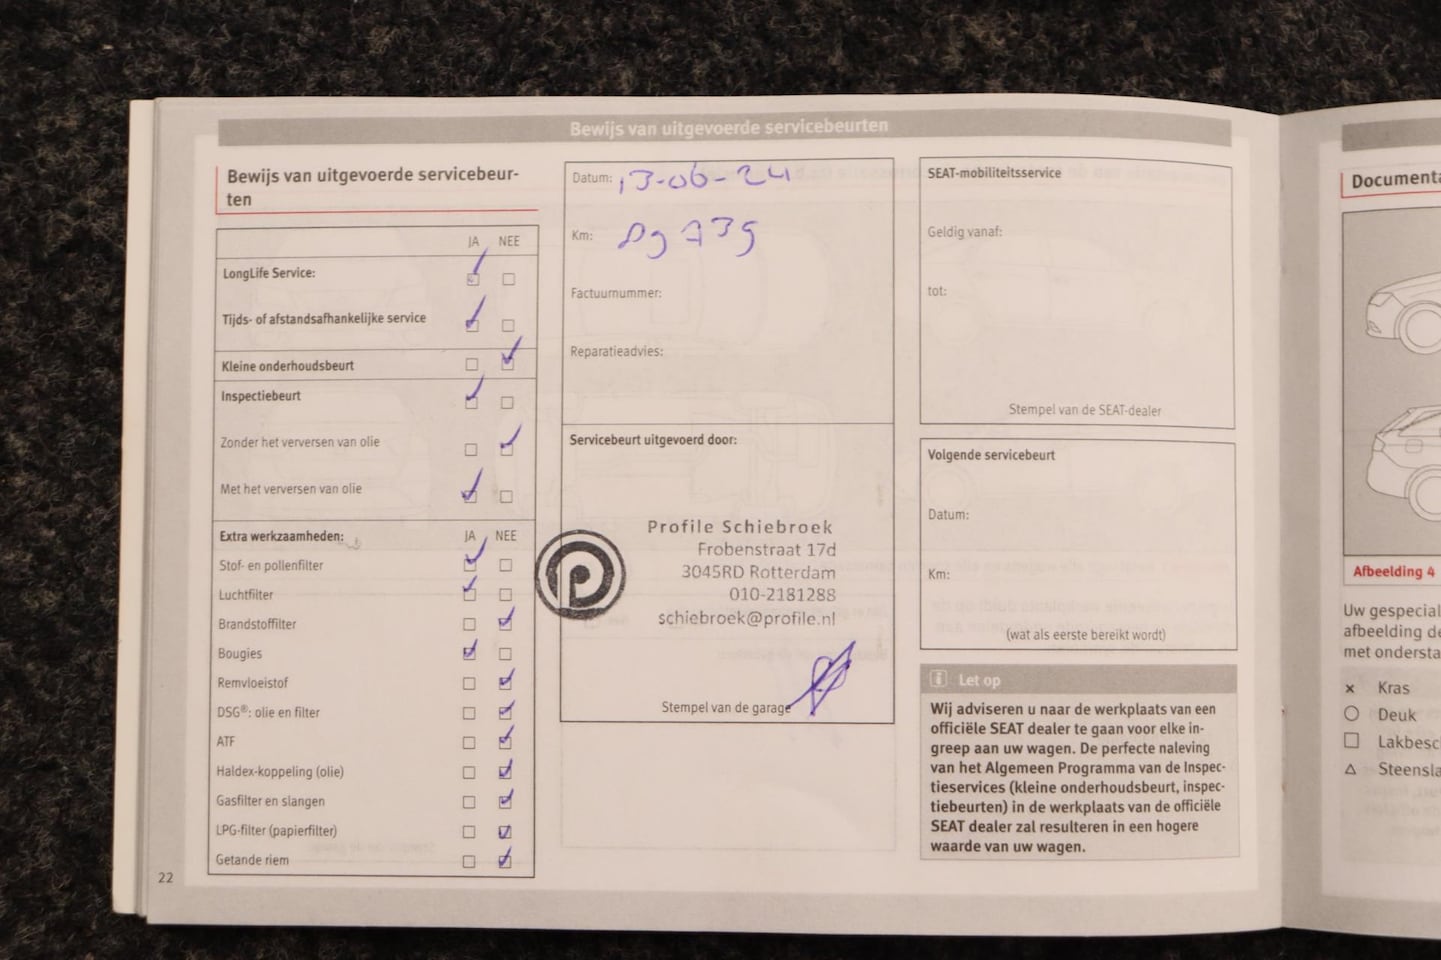 Bewijs van uitgevoerde servicebeurten
Bewijs van uitgevoerde servicebeur-
ten
JA NEE
LongLife Service:
Tijds- of afstandsafhankelijke service
Kleine onderhoudsbeurt
Inspectiebeurt
Zonder het verversen van olie
Met het verversen van olie
Extra werkzaamheden: JA NEE
Stof- en pollenfilter
Luchtfilter
Brandstoffilter
Bougies
Remvloeistof
DSG®: olie en filter
ATF
Haldex-koppeling (olie)
Gasfilter en slangen
LPG-filter (papierfilter)
Getande riem
22
Datum: 13-06-24
Km:
Factuurnummer:
Reparatieadvies:
Servicebeurt uitgevoerd door:
Profile Schiebroek
Frobenstraat 17d
3045RD Rotterdam
010-2181288
schiebroek@profile.nl
Stempel van de garage
SEAT-mobiliteitsservice
Geldig vanaf:
tot:
Stempel van de SEAT-dealer
Volgende servicebeurt
Datum:
Km:
(wat als eerste bereikt wordt)
Let op
Wij adviseren u naar de werkplaats van een
officiële SEAT dealer te gaan voor elke in-
greep aan uw wagen. De perfecte naleving
van het Algemeen Programma van de Inspec-
tieservices (kleine onderhoudsbeurt, inspec-
tiebeurten) in de werkplaats van de officiële
SEAT dealer zal resulteren in een hogere
waarde van uw wagen.
Afbeelding 4
Uw
afbeelding
met
Kras
Deuk